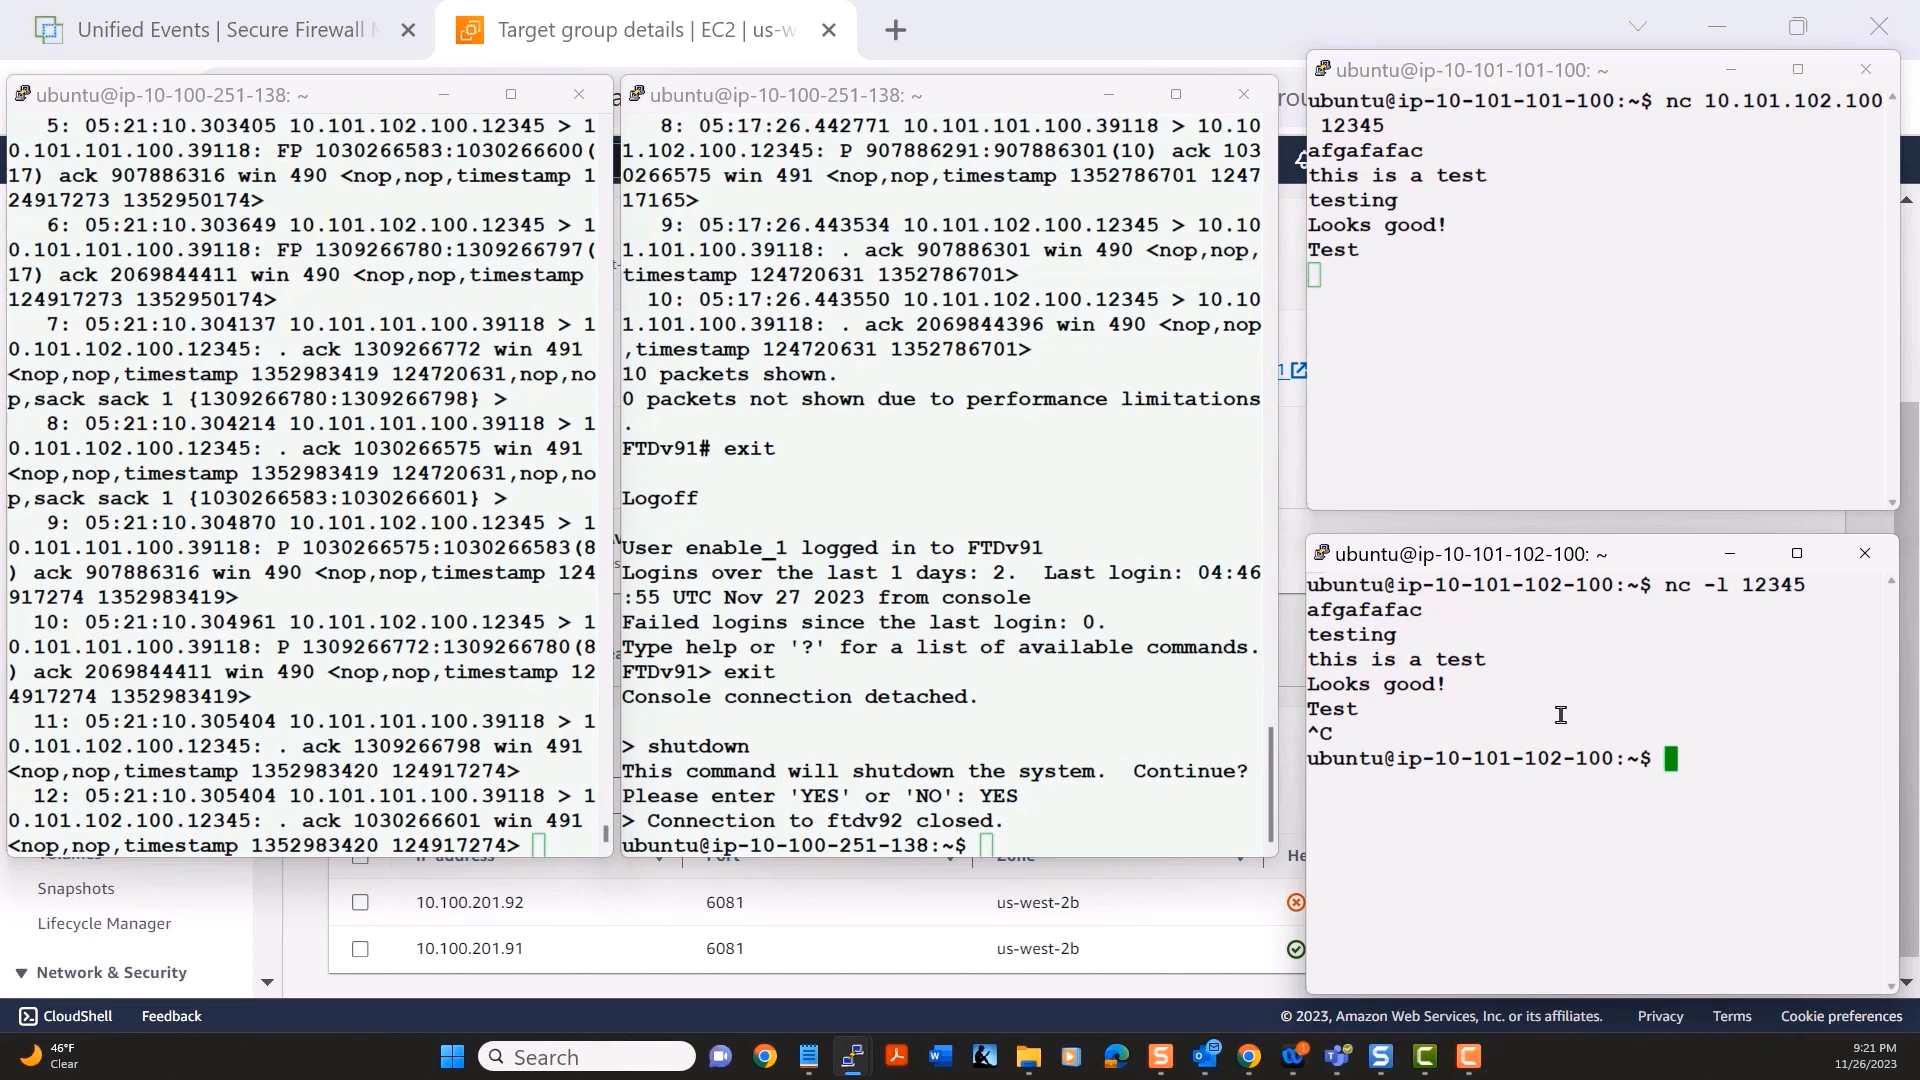 Unified Events | Secure Firewall
Target group details | EC2 | us-w
ubuntu@ip-10-100-251-138: ~
5: 05:21:10.303405 10.101.102.100.12345 > 1
0.101.101.100.39118: FP 1030266583:1030266600(
17) ack 907886316 win 490 <nop,nop,timestamp 1
24917273 1352950174>
6: 05:21:10.303649 10.101.102.100.12345 > 1
0.101.101.100.39118: FP 1309266780:1309266797(
17) ack 2069844411 win 490 <nop,nop,timestamp
124917273 1352950174>
7: 05:21:10.304137 10.101.101.100.39118 > 1
0.101.102.100.12345: . ack 1309266772 win 491
<nop,nop,timestamp 1352983419 124720631,nop,no
p,sack sack 1 {1309266780:1309266798} >
8: 05:21:10.304214 10.101.101.100.39118 > 1
0.101.102.100.12345: . ack 1030266575 win 491
<nop,nop,timestamp 1352983419 124720631,nop,no
p,sack sack 1 {1030266583:1030266601} >
9: 05:21:10.304870 10.101.102.100.12345 > 1
0.101.101.100.39118: P 1030266575:1030266583(8
) ack 907886316 win 490 <nop,nop,timestamp 124
917274 1352983419>
10: 05:21:10.304961 10.101.102.100.12345 > 1
0.101.101.100.39118: P 1309266772:1309266780(8
) ack 2069844411 win 490 <nop,nop,timestamp 12
4917274 1352983419>
11: 05:21:10.305404 10.101.101.100.39118 > 1
0.101.102.100.12345: . ack 1309266798 win 491
<nop,nop,timestamp 1352983420 124917274>
12: 05:21:10.305404 10.101.101.100.39118 > 1
0.101.102.100.12345: . ack 1030266601 win 491
<nop,nop,timestamp 1352983420 124917274>
ubuntu@ip-10-100-251-138: ~
8: 05:17:26.442771 10.101.101.100.39118 > 10.10
1.102.100.12345: P 907886291:907886301(10) ack 103
0266575 win 491 <nop,nop,timestamp 1352786701 1247
17165>
9: 05:17:26.443534 10.101.102.100.12345 > 10.10
1.101.100.39118: . ack 907886301 win 490 <nop,nop,
timestamp 124720631 1352786701>
10: 05:17:26.443550 10.101.102.100.12345 > 10.10
1.101.100.39118: . ack 2069844396 win 490 <nop,nop
,timestamp 124720631 1352786701>
10 packets shown.
0 packets not shown due to performance limitations
.
FTDv91# exit
Logoff
User enable_1 logged in to FTDv91
Logins over the last 1 days: 2.  Last login: 04:46
:55 UTC Nov 27 2023 from console
Failed logins since the last login: 0.
Type help or '?' for a list of available commands.
FTDv91> exit
Console connection detached.
> shutdown
This command will shutdown the system.  Continue?
Please enter 'YES' or 'NO': YES
> Connection to ftdv92 closed.
ubuntu@ip-10-100-251-138:~$
ubuntu@ip-10-101-101-100: ~
ubuntu@ip-10-101-101-100:~$ nc 10.101.102.100
12345
afgafafac
this is a test
testing
Looks good!
Test
ubuntu@ip-10-101-102-100: ~
ubuntu@ip-10-101-102-100:~$ nc -l 12345
afgafafac
testing
this is a test
Looks good!
Test
^C
ubuntu@ip-10-101-102-100:~$
Snapshots
Lifecycle Manager
Network & Security
10.100.201.92 6081 us-west-2b
10.100.201.91 6081 us-west-2b
CloudShell Feedback © 2023, Amazon Web Services, Inc. or its affiliates. Privacy Terms Cookie preferences
46°F
Clear
Search
9:21 PM
11/26/2023